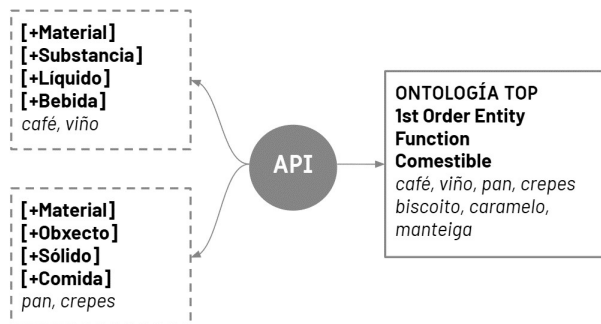 [+Material]
[+Substancia]
[+Líquido]
[+Bebida]
café, viño
[+Material]
[+Obxecto]
[+Sólido]
[+Comida]
pan, crepes
API
ONTOLOGÍA TOP
1st Order Entity
Function
Comestible
café, viño, pan, crepes
biscoito, caramelo,
manteiga